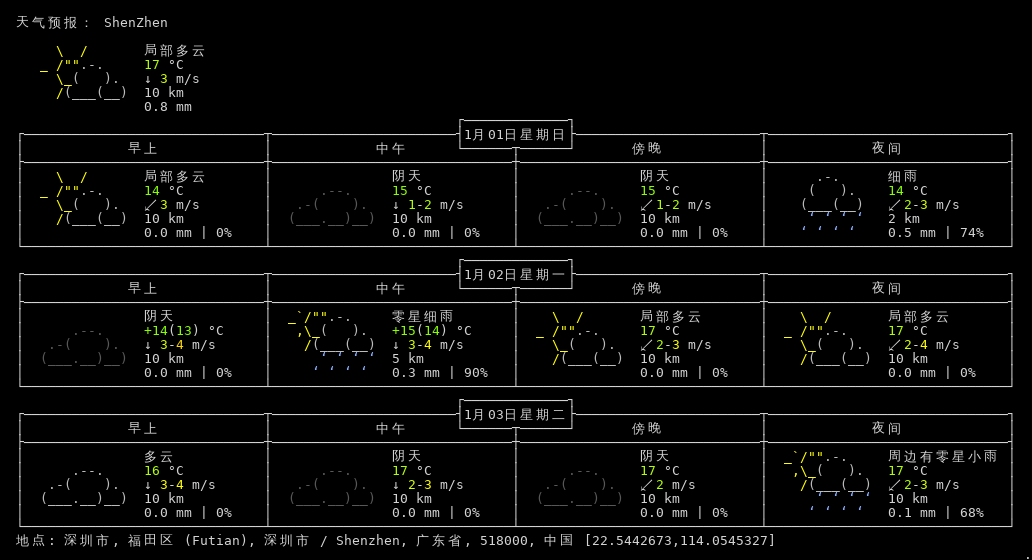 天气预报： ShenZhen
局部多云
17 °C
↓ 3 m/s
10 km
0.8 mm
1月01日星期日
早上 中午 傍晚 夜间
局部多云 阴天 阴天 细雨
14 °C 15 °C 15 °C 14 °C
↙3 m/s ↓ 1-2 m/s ↙1-2 m/s ↙2-3 m/s
10 km 10 km 10 km 2 km
0.0 mm | 0% 0.0 mm | 0% 0.0 mm | 0% 0.5 mm | 74%
1月02日星期一
早上 中午 傍晚 夜间
阴天 零星细雨 局部多云 局部多云
+14(13) °C +15(14) °C 17 °C 17 °C
↓ 3-4 m/s ↓ 3-4 m/s ↙2-3 m/s ↙2-4 m/s
10 km 5 km 10 km 10 km
0.0 mm | 0% 0.3 mm | 90% 0.0 mm | 0% 0.0 mm | 0%
1月03日星期二
早上 中午 傍晚 夜间
多云 阴天 阴天 周边有零星小雨
16 °C 17 °C 17 °C 17 °C
↓ 3-4 m/s ↓ 2-3 m/s ↙2 m/s ↙2-3 m/s
10 km 10 km 10 km 10 km
0.0 mm | 0% 0.0 mm | 0% 0.0 mm | 0% 0.1 mm | 68%
地点: 深圳市, 福田区 (Futian), 深圳市 / Shenzhen, 广东省, 518000, 中国 [22.5442673,114.0545327]